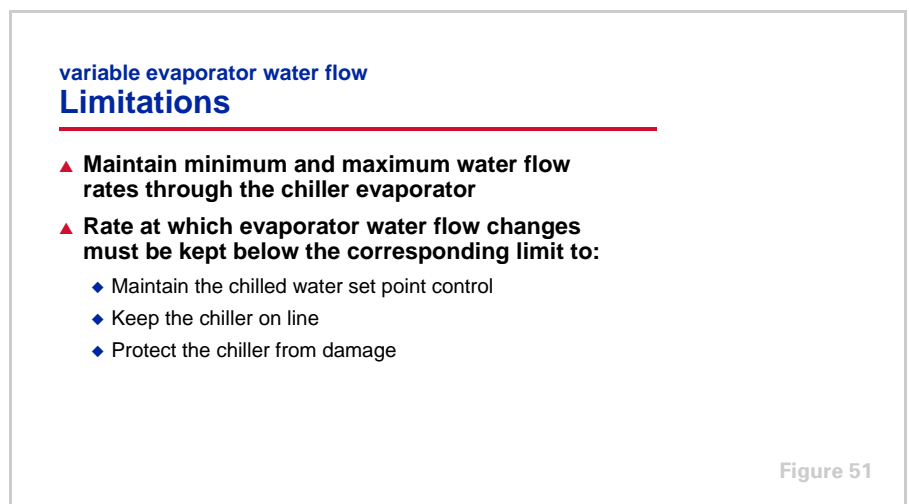 variable evaporator water flow
Limitations
▲ Maintain minimum and maximum water flow
rates through the chiller evaporator
▲ Rate at which evaporator water flow changes
must be kept below the corresponding limit to:
◆ Maintain the chilled water set point control
◆ Keep the chiller on line
◆ Protect the chiller from damage
Figure 51